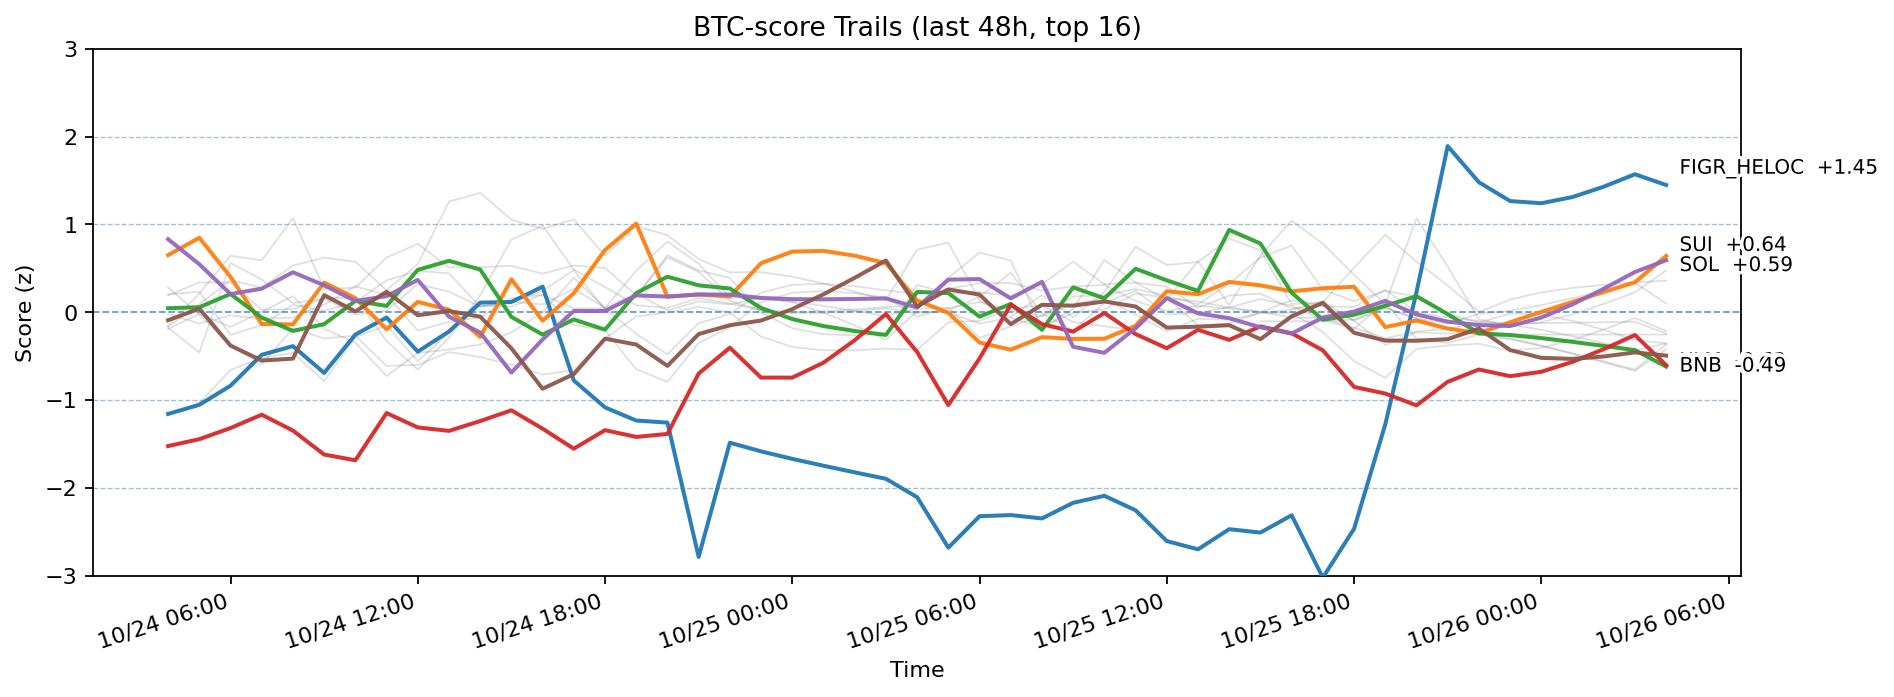 BTC-score Trails (last 48h, top 16)
Score (z)
3
2
1
0
−1
−2
−3
FIGR_HELOC +1.45
SUI +0.64
SOL +0.59
BNB -0.49
10/24 06:00
10/24 12:00
10/24 18:00
10/25 00:00
10/25 06:00
10/25 12:00
10/25 18:00
10/26 00:00
10/26 06:00
Time